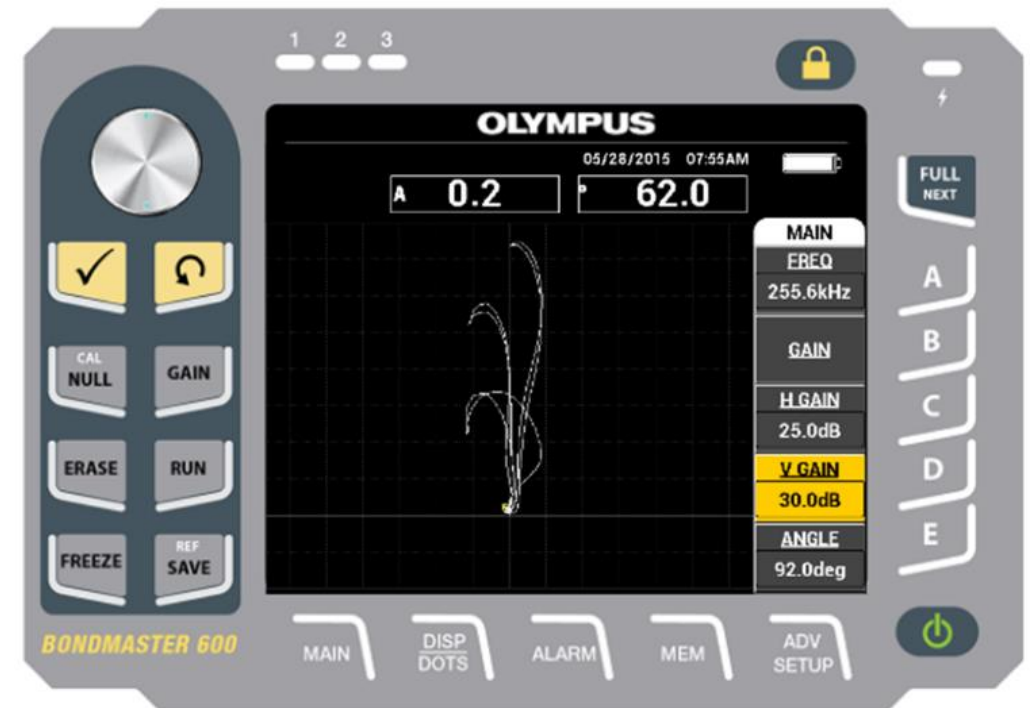 1 2 3
OLYMPUS
05/28/2015 07:55AM
A 0.2
° 62.0
MAIN
FREQ
255.6kHz
GAIN
H GAIN
25.0dB
V GAIN
30.0dB
ANGLE
92.0deg
CAL
NULL
GAIN
ERASE
RUN
FREEZE
REF
SAVE
BONDMASTER 600
FULL
NEXT
A
B
C
D
E
MAIN
DISP
DOTS
ALARM
MEM
ADV
SETUP